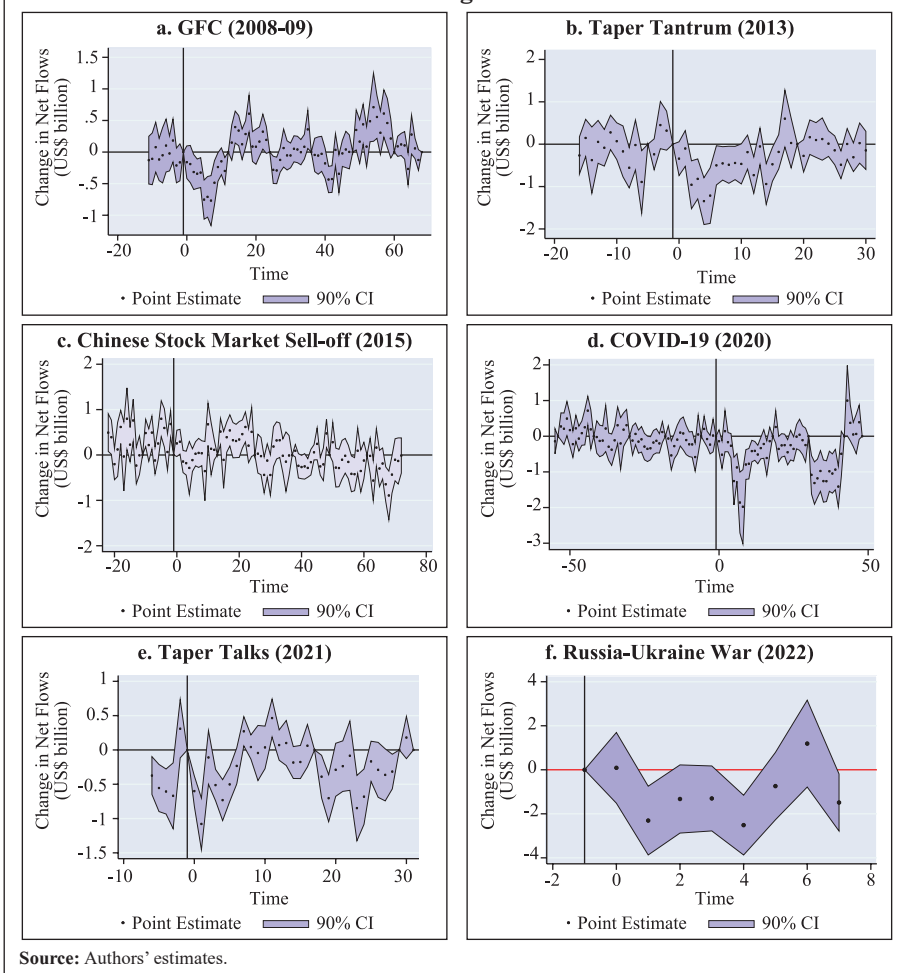 a. GFC (2008-09)
Change in Net Flows
(US$ billion)
1.5
1
.5
0
-0.5
-1
-20
0
20
40
60
Time
Point Estimate
90% CI
b. Taper Tantrum (2013)
Change in Net Flows
(US$ billion)
2
1
0
-1
-2
-20
-10
0
10
20
30
Time
Point Estimate
90% CI
c. Chinese Stock Market Sell-off (2015)
Change in Net Flows
(US$ billion)
2
1
0
-1
-2
-20
0
20
40
60
80
Time
Point Estimate
90% CI
d. COVID-19 (2020)
Change in Net Flows
(US$ billion)
2
1
0
-1
-2
-3
-50
0
50
Time
Point Estimate
90% CI
e. Taper Talks (2021)
Change in Net Flows
(US$ billion)
1
0.5
0
-0.5
-1
-1.5
-10
0
10
20
30
Time
Point Estimate
90% CI
f. Russia-Ukraine War (2022)
Change in Net Flows
(US$ billion)
4
2
0
-2
-4
-2
0
2
4
6
8
Time
Point Estimate
90% CI
Source: Authors' estimates.